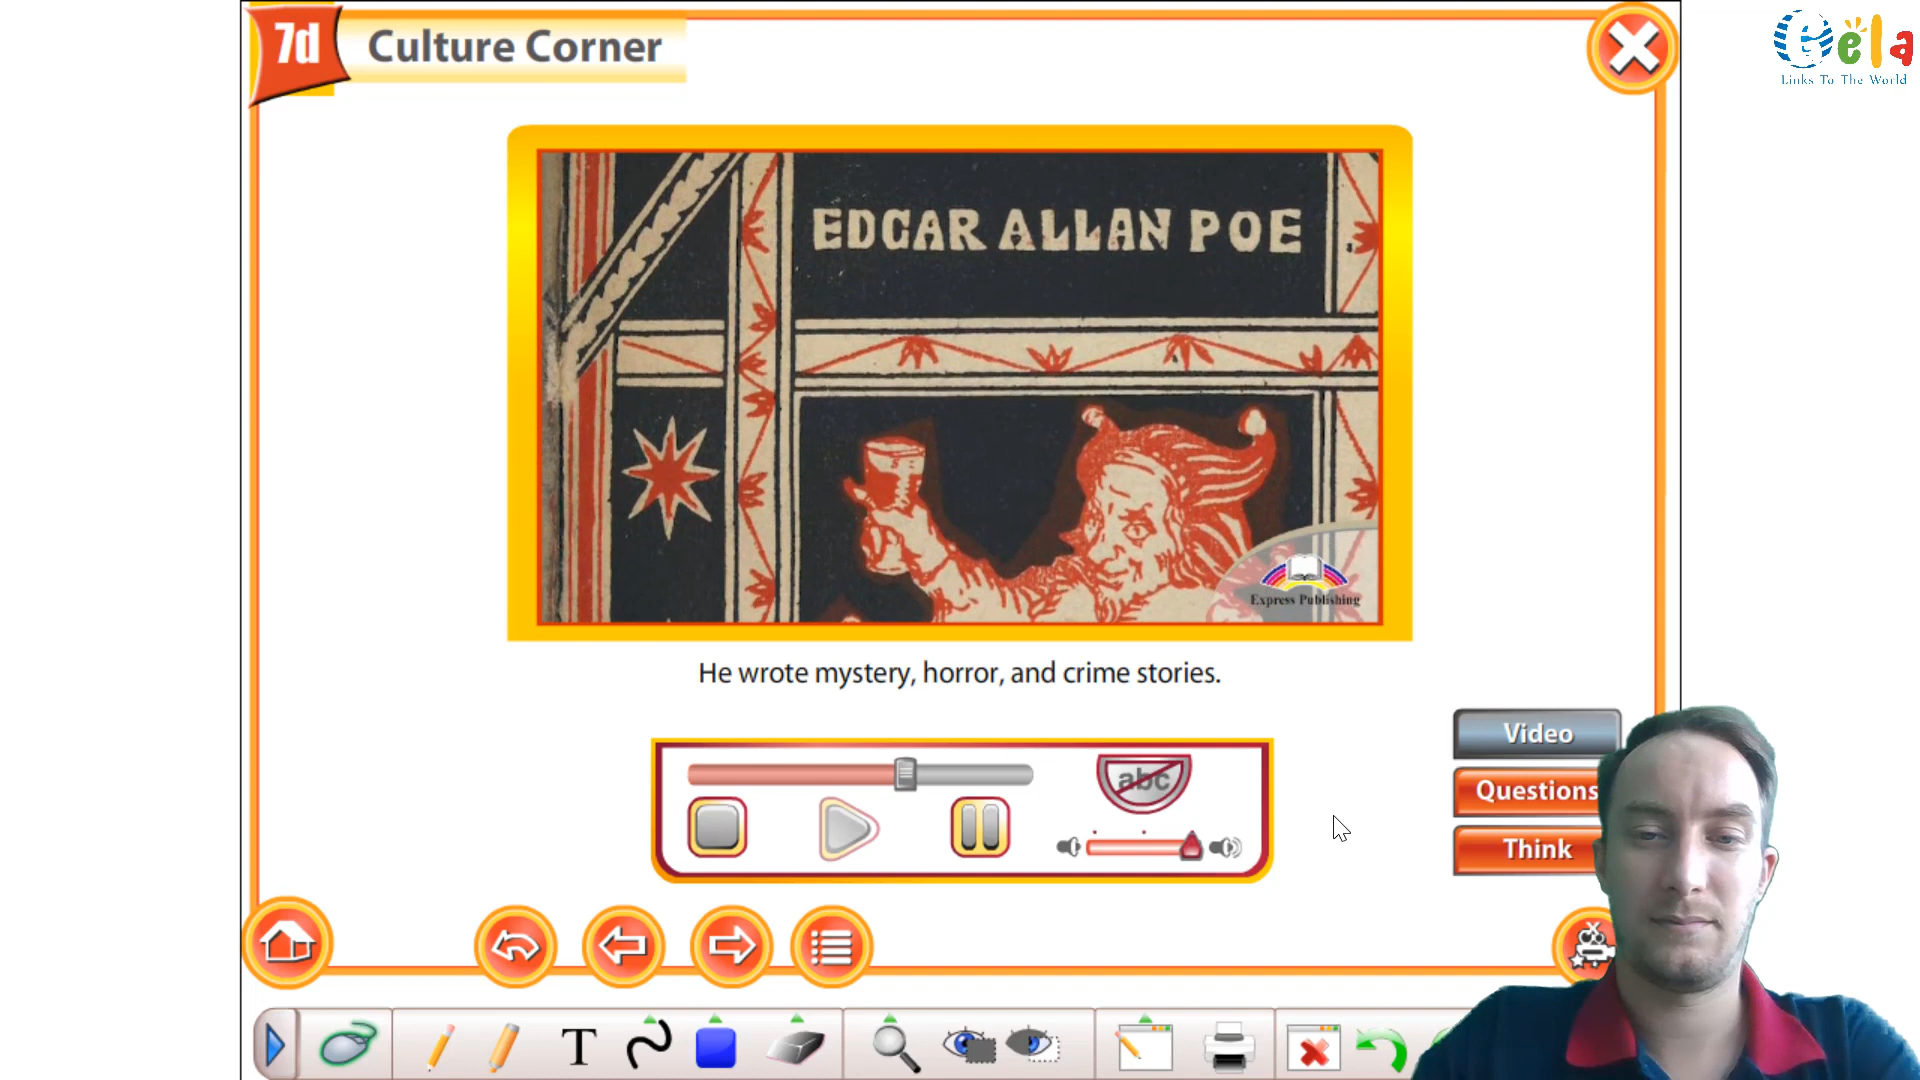 7d Culture Corner
eela
Links To The World
EDGAR ALLAN POE
Express Publishing
He wrote mystery, horror, and crime stories.
abc
Video
Questions
Think
T